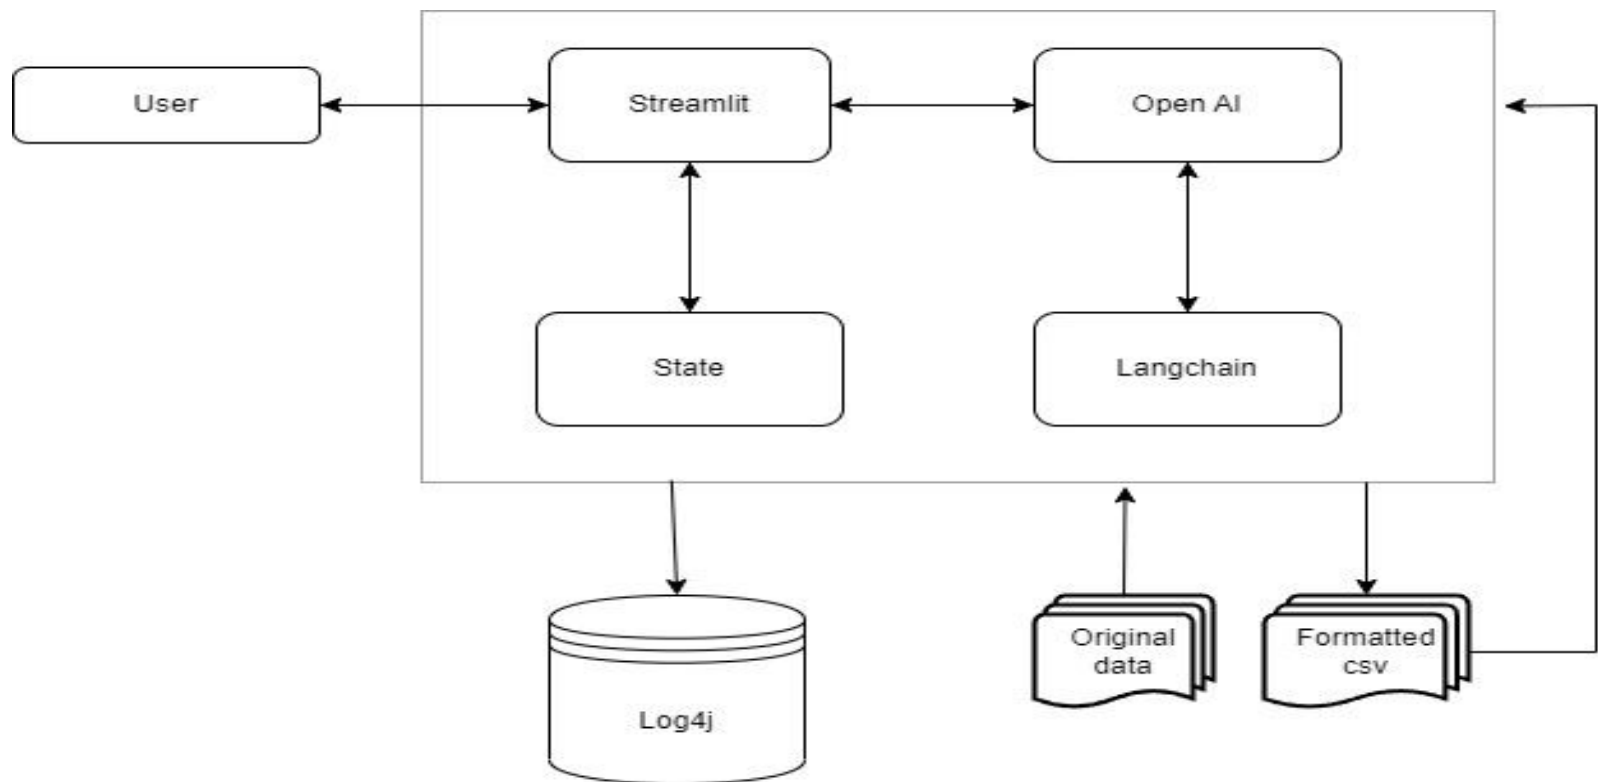 User
Streamlit
Open AI
State
Langchain
Original
data
Formatted
csv
Log4j